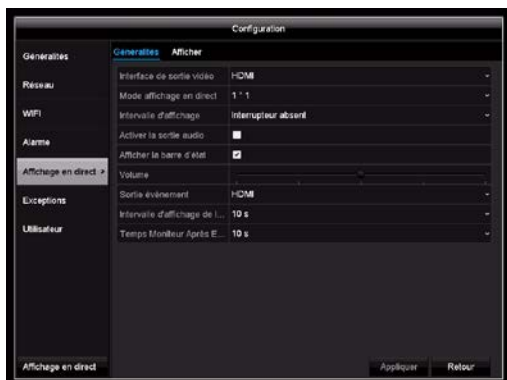 Configuration
Généralités
Réseau
WIFI
Alarme
Affichage en direct >
Exceptions
Utilisateur
Affichage en direct
Généralités Afficher
Interface de sortie vidéo HDMI
Mode affichage en direct 1 * 1
Intervalle d'affichage Interrupteur absent
Activer la sortie audio
Afficher la barre d'état
Volume
Sortie événement HDMI
Intervalle d'affichage de l... 10 s
Temps Moniteur Après E... 10 s
Appliquer Retour